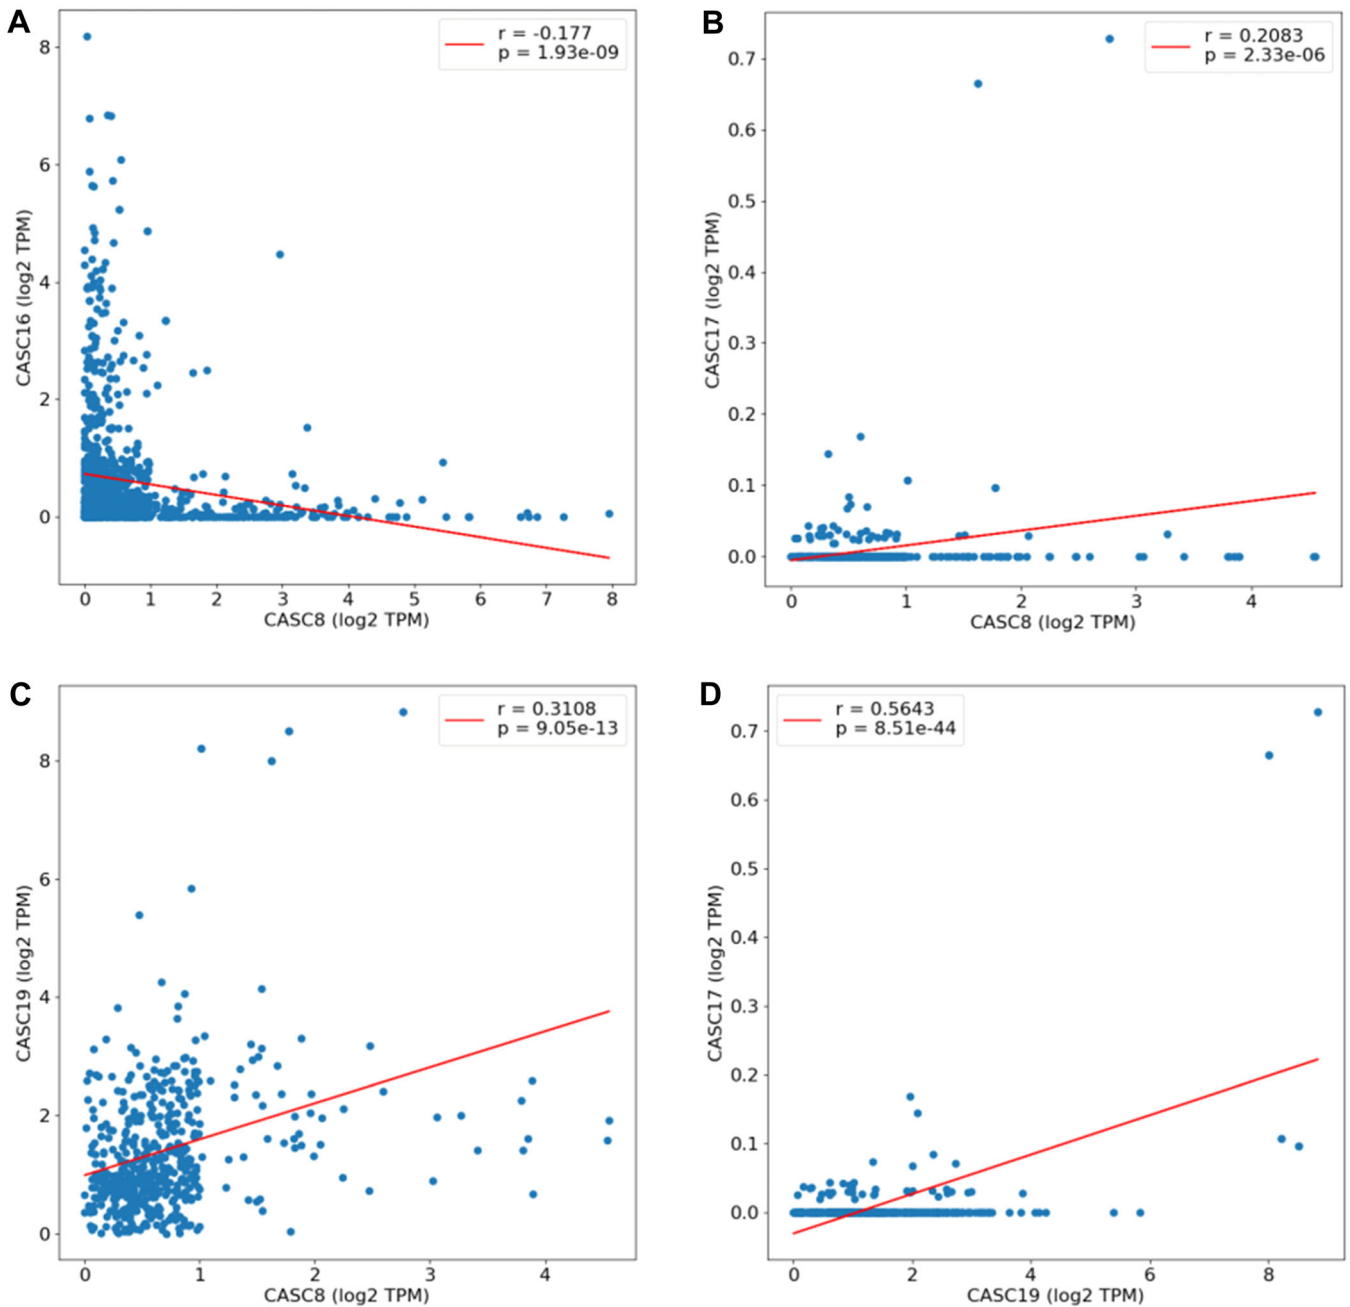 A
r = -0.177
p = 1.93e-09
8
6
4
2
0
CASC16 (log2 TPM)
0 1 2 3 4 5 6 7 8
CASC8 (log2 TPM)
B
r = 0.2083
p = 2.33e-06
0.7
0.6
0.5
0.4
0.3
0.2
0.1
0.0
CASC17 (log2 TPM)
0 1 2 3 4
CASC8 (log2 TPM)
C
r = 0.3108
p = 9.05e-13
8
6
4
2
0
CASC19 (log2 TPM)
0 1 2 3 4
CASC8 (log2 TPM)
D
r = 0.5643
p = 8.51e-44
0.7
0.6
0.5
0.4
0.3
0.2
0.1
0.0
CASC17 (log2 TPM)
0 2 4 6 8
CASC19 (log2 TPM)